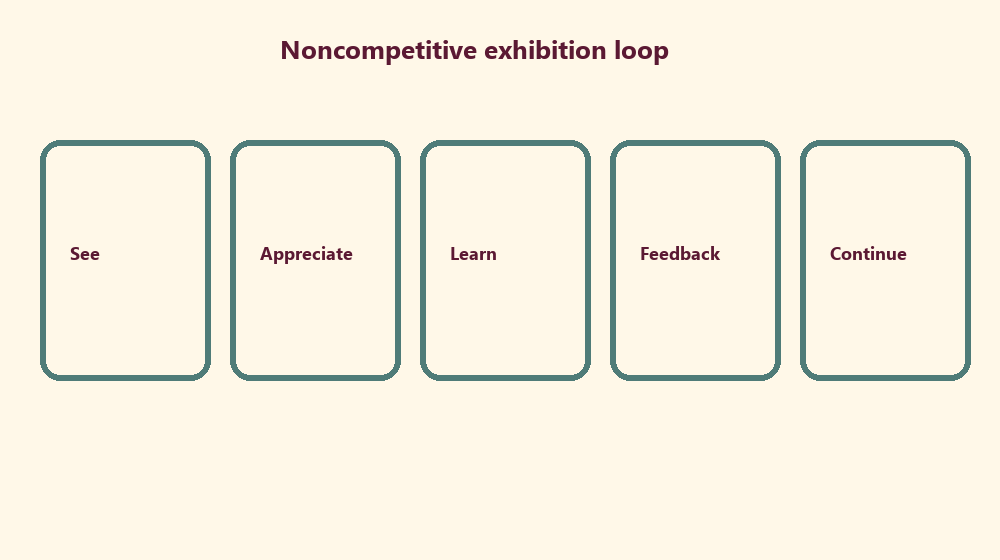 Noncompetitive exhibition loop
See
Appreciate
Learn
Feedback
Continue